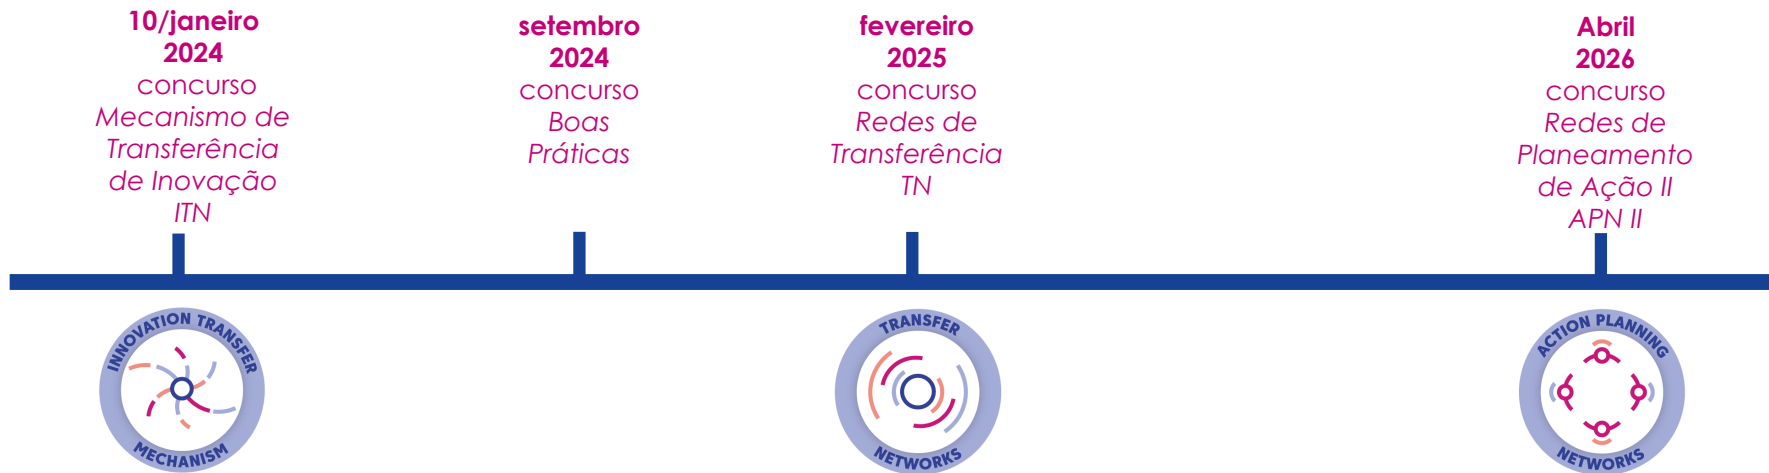 10/janeiro
2024
concurso
Mecanismo de
Transferência
de Inovação
ITN
setembro
2024
concurso
Boas
Práticas
fevereiro
2025
concurso
Redes de
Transferência
TN
Abril
2026
concurso
Redes de
Planeamento
de Ação II
APN II
INNOVATION TRANSFER
MECHANISM
TRANSFER
NETWORKS
ACTION PLANNING
NETWORKS